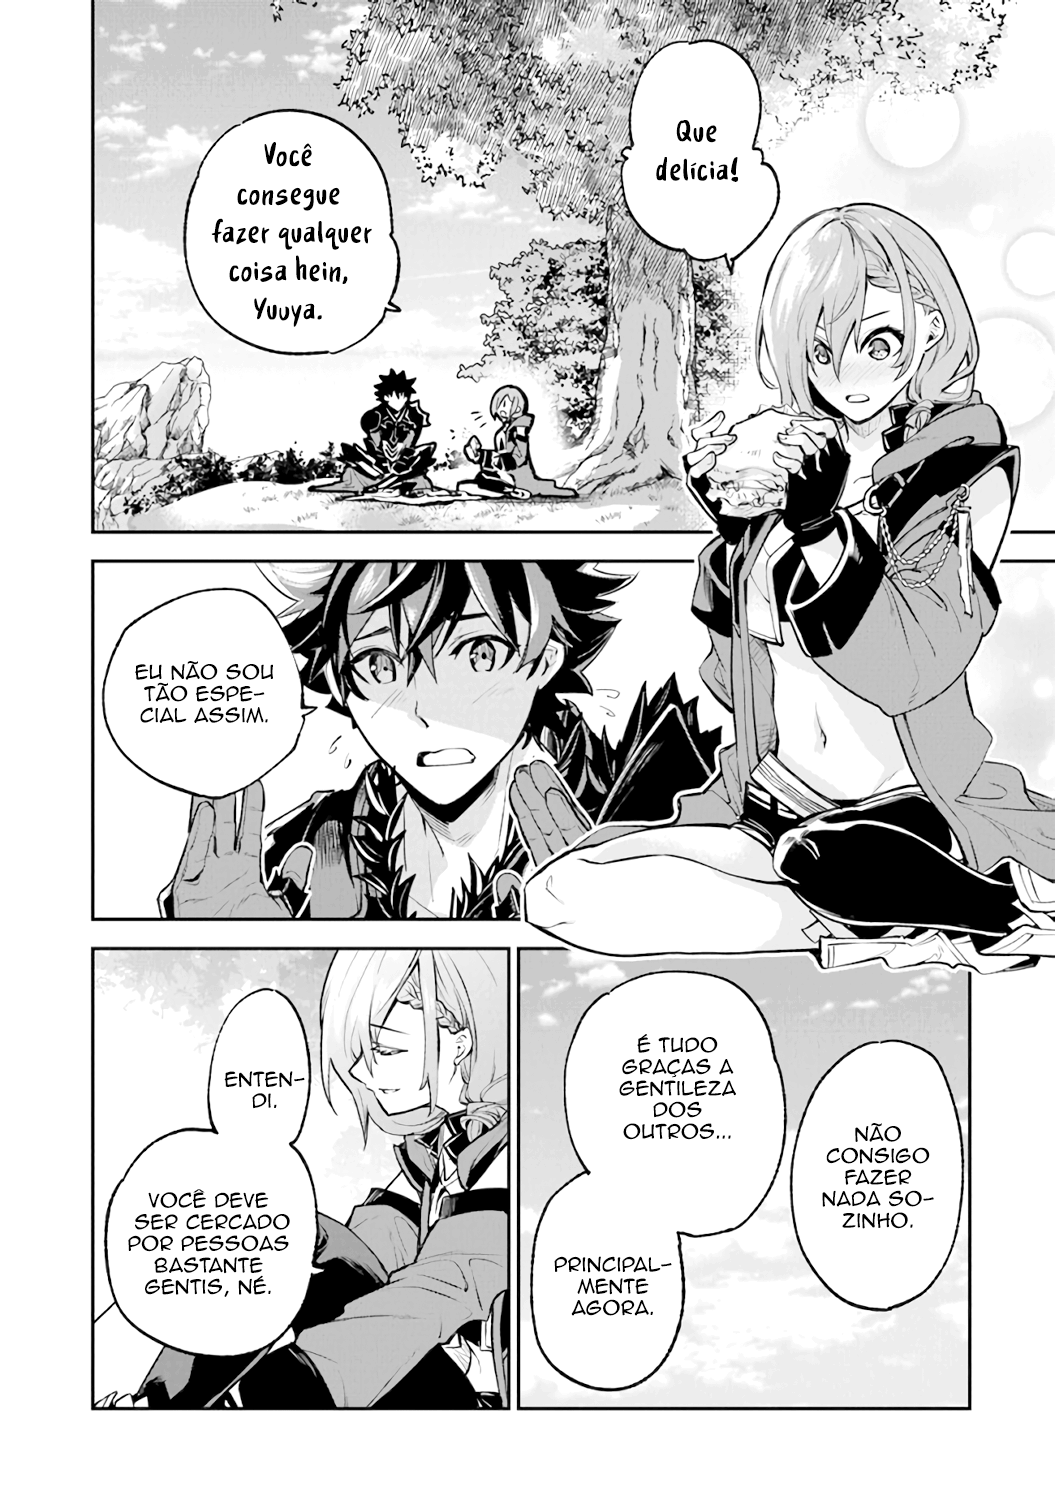 Que
delícia!
Você
consegue
fazer qualquer
coisa hein,
Yuuya.
EU NÃO SOU
TÃO ESPE-
CIAL ASSIM.
NÃO
CONSIGO
FAZER
NADA SO-
ZINHO.
É TUDO
GRAÇAS A
GENTILEZA
DOS
OUTROS...
PRINCIPAL-
MENTE
AGORA.
ENTEN-
DI.
VOCÊ DEVE
SER CERCADO
POR PESSOAS
BASTANTE
GENTIS, NÉ.